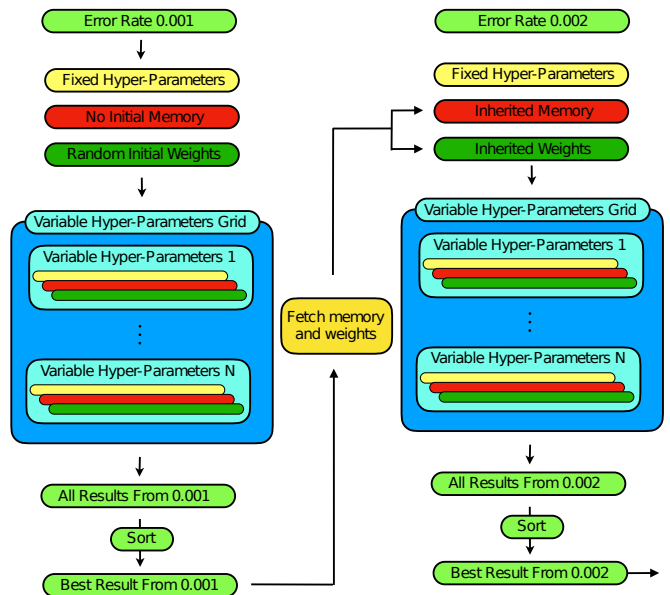 Error Rate 0.001
Fixed Hyper-Parameters
No Initial Memory
Random Initial Weights
Variable Hyper-Parameters Grid
Variable Hyper-Parameters 1
Variable Hyper-Parameters N
All Results From 0.001
Sort
Best Result From 0.001
Fetch memory
and weights
Error Rate 0.002
Fixed Hyper-Parameters
Inherited Memory
Inherited Weights
Variable Hyper-Parameters Grid
Variable Hyper-Parameters 1
Variable Hyper-Parameters N
All Results From 0.002
Sort
Best Result From 0.002